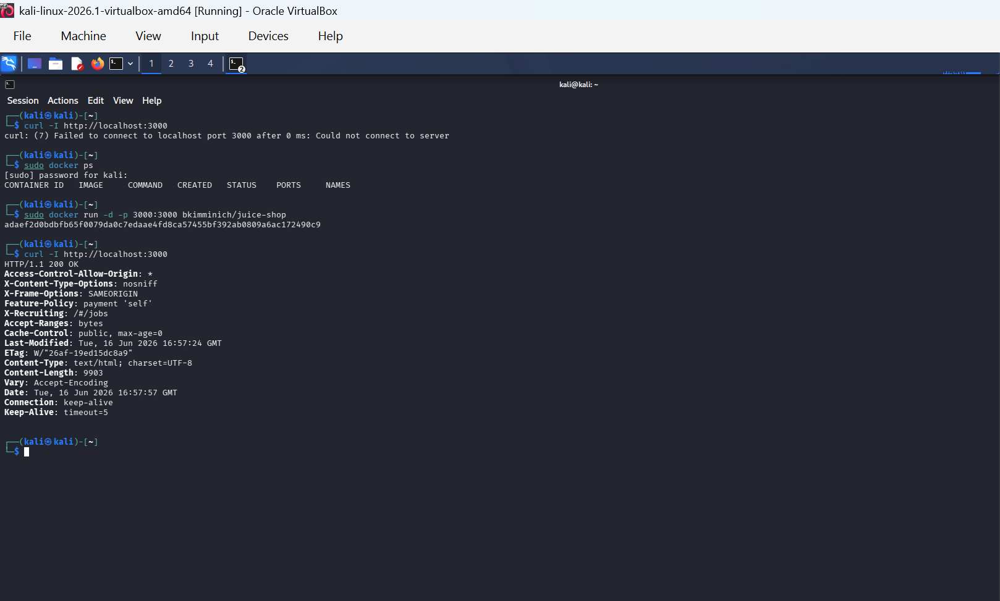 kali-linux-2026.1-virtualbox-amd64 [Running] - Oracle VirtualBox
File Machine View Input Devices Help
1 2 3 4 2
kali@kali: ~
Session Actions Edit View Help
┌──(kali㉿kali)-[~]
└─$ curl -I http://localhost:3000
curl: (7) Failed to connect to localhost port 3000 after 0 ms: Could not connect to server
┌──(kali㉿kali)-[~]
└─$ sudo docker ps
[sudo] password for kali:
CONTAINER ID   IMAGE     COMMAND   CREATED   STATUS    PORTS     NAMES
┌──(kali㉿kali)-[~]
└─$ sudo docker run -d -p 3000:3000 bkimminich/juice-shop
adaef2d0bdbfb65f0079da0c7edaae4fd8ca57455bf392ab0809a6ac172490c9
┌──(kali㉿kali)-[~]
└─$ curl -I http://localhost:3000
HTTP/1.1 200 OK
Access-Control-Allow-Origin: *
X-Content-Type-Options: nosniff
X-Frame-Options: SAMEORIGIN
Feature-Policy: payment 'self'
X-Recruiting: /#/jobs
Accept-Ranges: bytes
Cache-Control: public, max-age=0
Last-Modified: Tue, 16 Jun 2026 16:57:24 GMT
ETag: W/"26af-19ed15dc8a9"
Content-Type: text/html; charset=UTF-8
Content-Length: 9903
Vary: Accept-Encoding
Date: Tue, 16 Jun 2026 16:57:57 GMT
Connection: keep-alive
Keep-Alive: timeout=5
┌──(kali㉿kali)-[~]
└─$